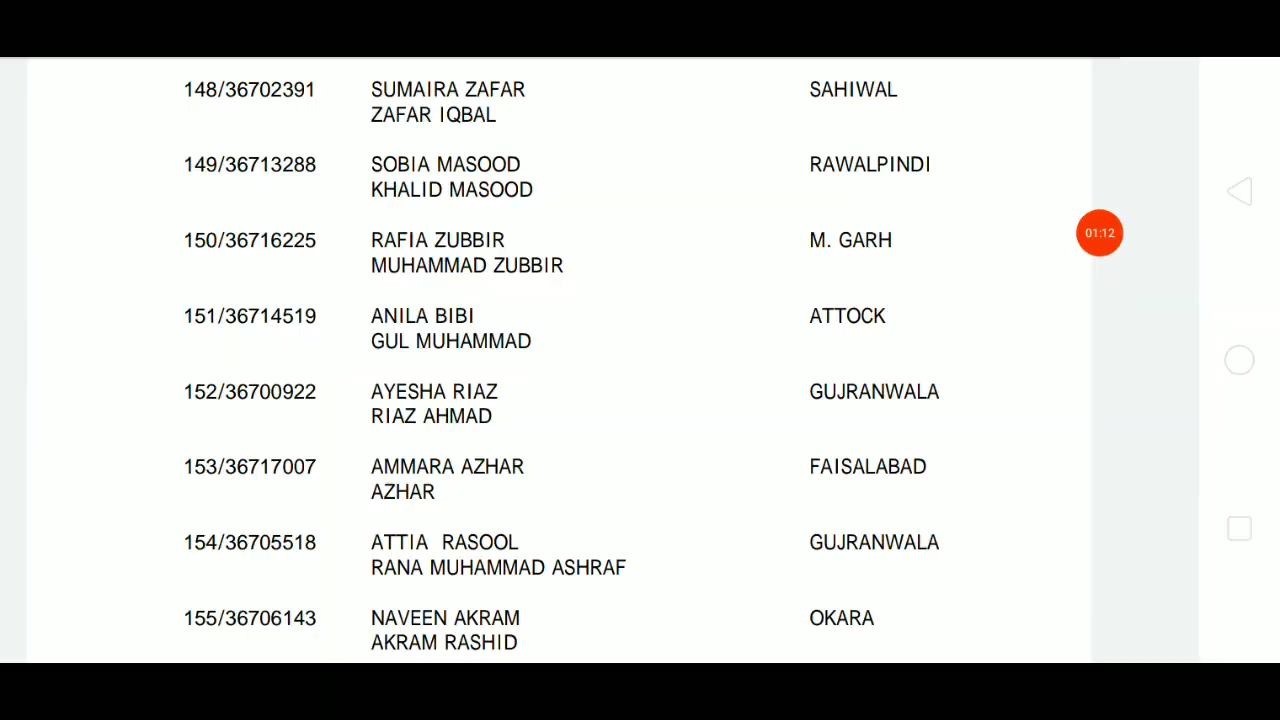 148/36702391 SUMAIRA ZAFAR SAHIWAL
ZAFAR IQBAL
149/36713288 SOBIA MASOOD RAWALPINDI
KHALID MASOOD
150/36716225 RAFIA ZUBBIR M. GARH
MUHAMMAD ZUBBIR
01:12
151/36714519 ANILA BIBI ATTOCK
GUL MUHAMMAD
152/36700922 AYESHA RIAZ GUJRANWALA
RIAZ AHMAD
153/36717007 AMMARA AZHAR FAISALABAD
AZHAR
154/36705518 ATTIA  RASOOL GUJRANWALA
RANA MUHAMMAD ASHRAF
155/36706143 NAVEEN AKRAM OKARA
AKRAM RASHID